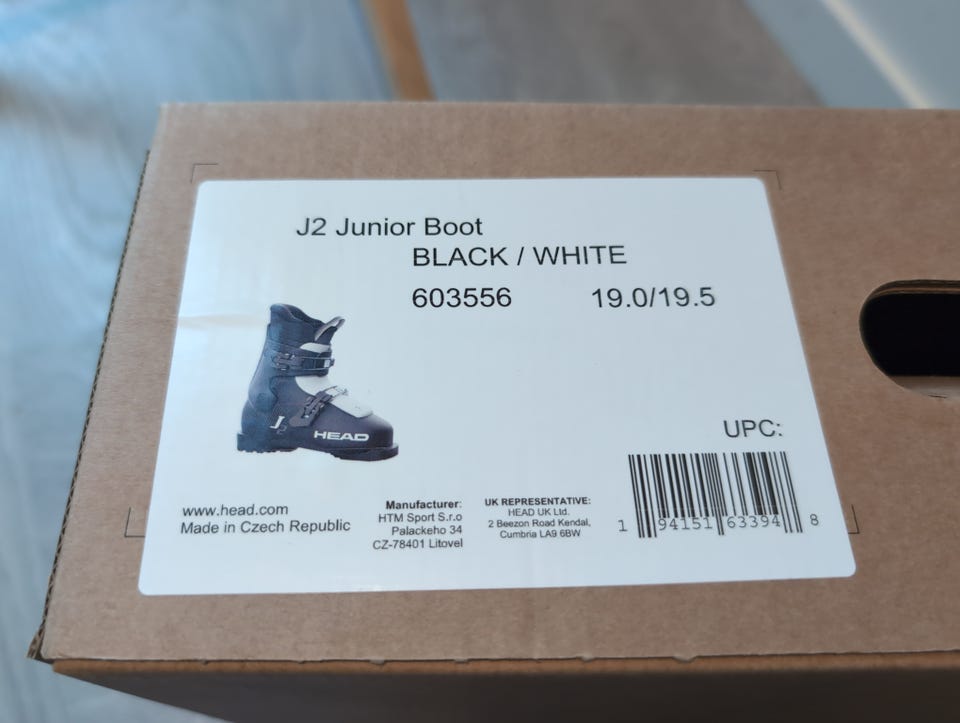 J2 Junior Boot
BLACK / WHITE
603556 19.0/19.5
J2
HEAD
UPC:
1 94151 63394 8
www.head.com
Made in Czech Republic
Manufacturer:
HTM Sport S.r.o
Palackeho 34
CZ-78401 Litovel
UK REPRESENTATIVE:
HEAD UK Ltd.
2 Beezon Road Kendal,
Cumbria LA9 6BW